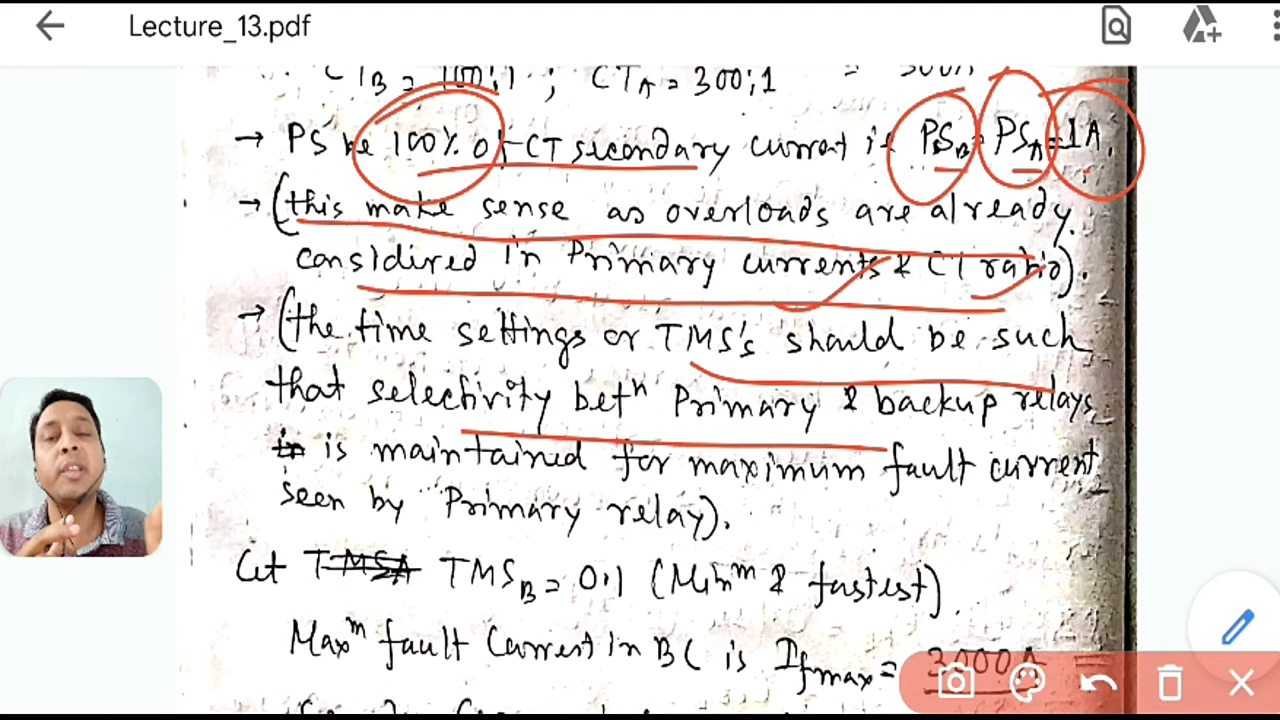 Lecture_13.pdf
CT_B = 100:1 ; CT_A = 300:1 = 300A
→ PS be 100% of CT secondary current if PS_B = PS_A = 1A.
→ (this make sense as overloads are already
considired in Primary currents & CT ratio).
→ (the time settings or TMS's should be such
that selectivity betⁿ Primary & backup relays
is maintained for maximum fault current
seen by Primary relay).
Let TMS_B = 0.1 (Minᵐ & fastest).
Maxᵐ fault Current in BC is I_fmax = 3000A